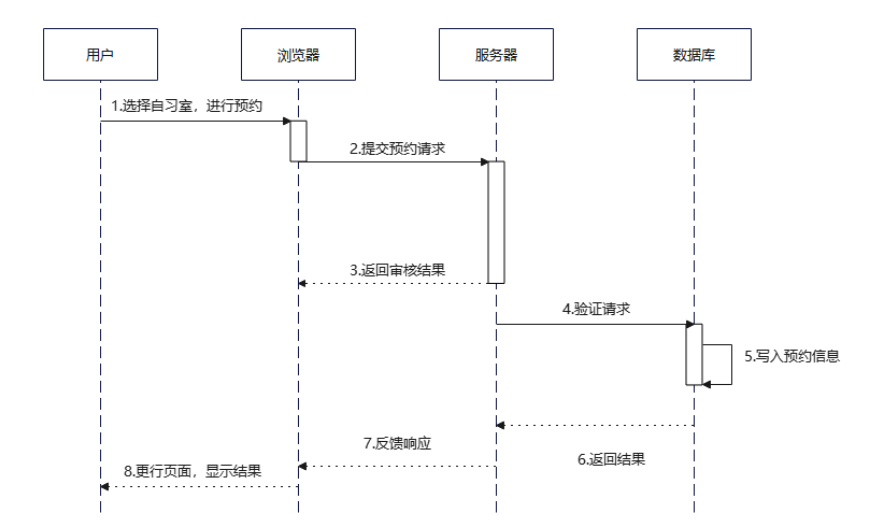 用户
浏览器
服务器
数据库
1.选择自习室，进行预约
2.提交预约请求
3.返回审核结果
4.验证请求
5.写入预约信息
7.反馈响应
6.返回结果
8.更行页面，显示结果